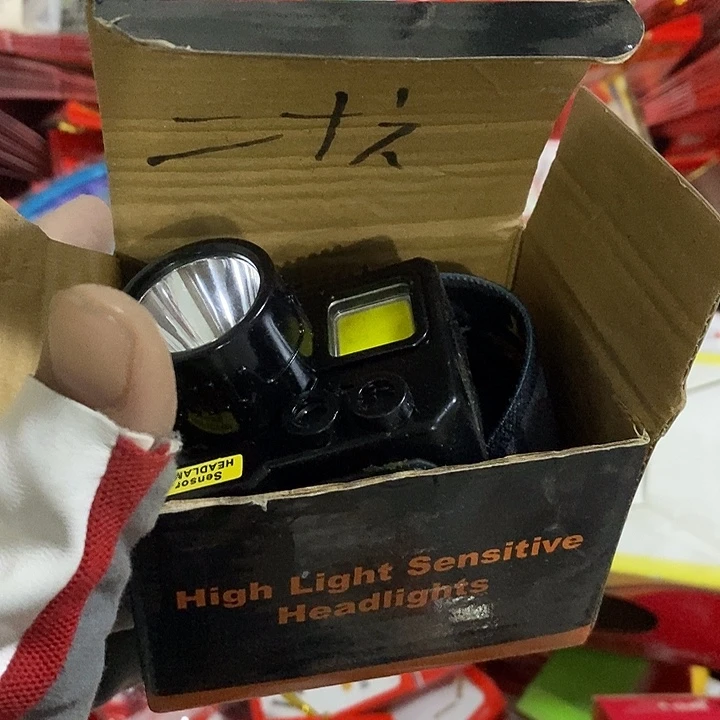 二十六
Sensor
HEADLAM
High Light Sensitive
Headlights